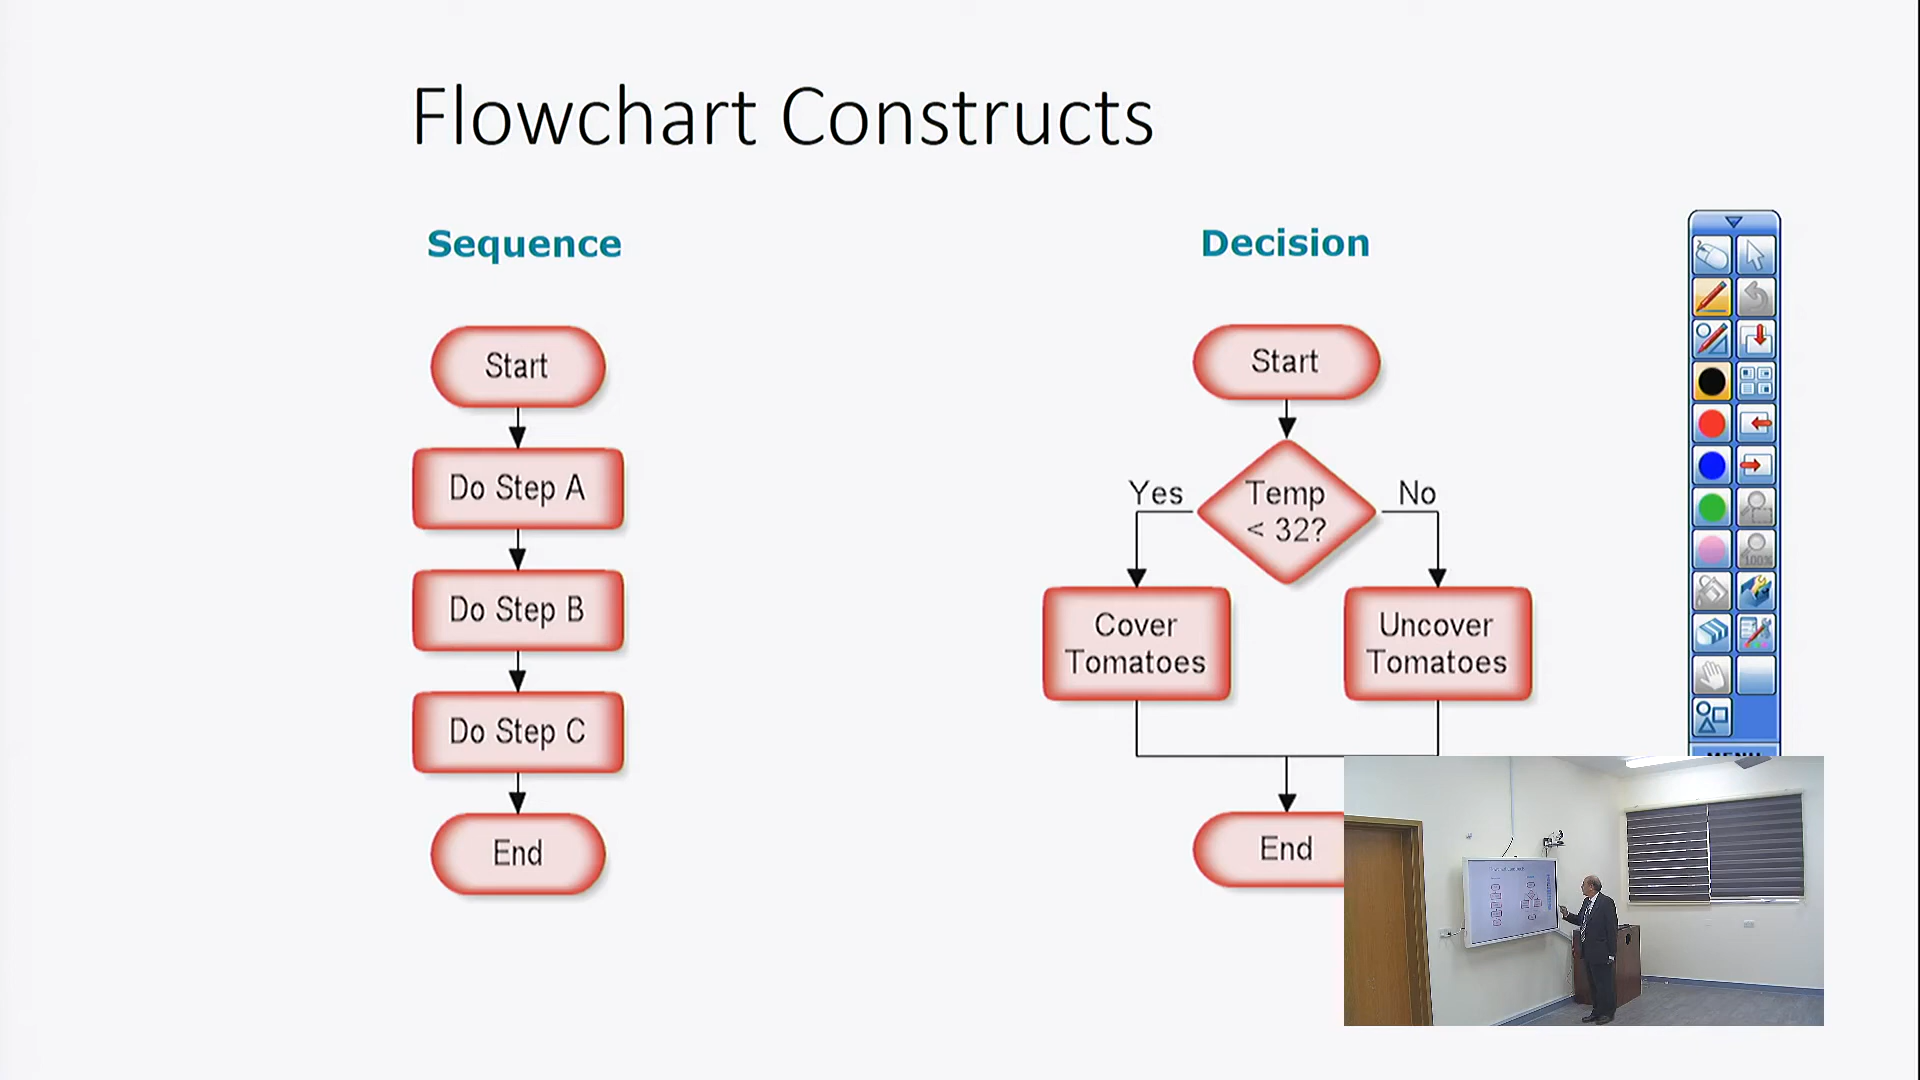 Flowchart Constructs
Sequence
Start
Do Step A
Do Step B
Do Step C
End
Decision
Start
Temp
< 32?
Yes
No
Cover
Tomatoes
Uncover
Tomatoes
End
100%